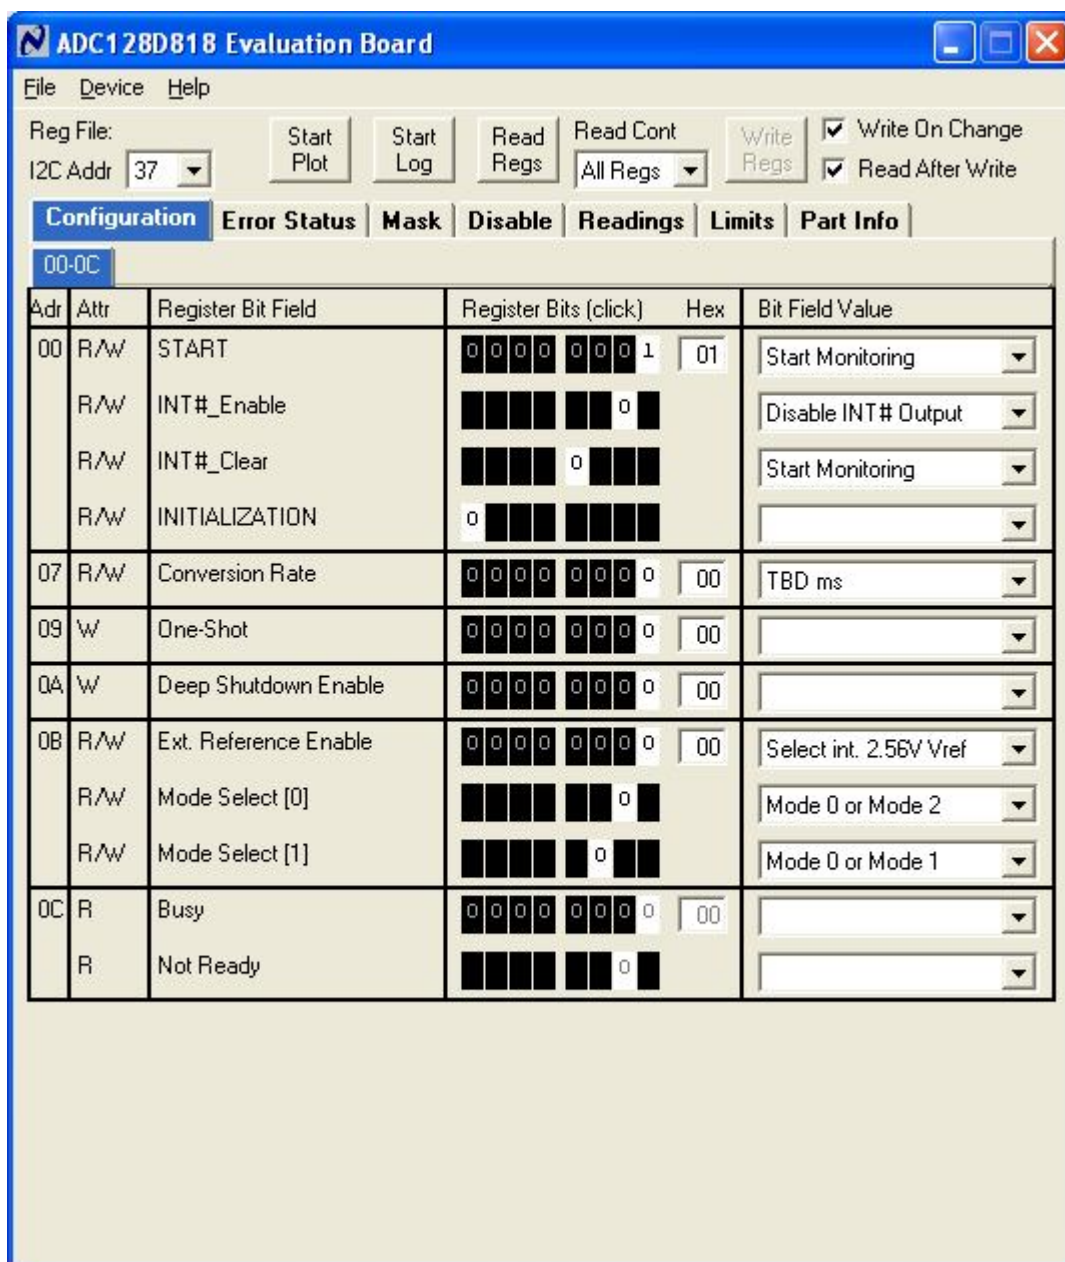 ADC128D818 Evaluation Board
File Device Help
Reg File:
I2C Addr 37
Start Plot
Start Log
Read Regs
Read Cont
All Regs
Write Regs
Write On Change
Read After Write
Configuration Error Status Mask Disable Readings Limits Part Info
00-0C
Adr Attr Register Bit Field Register Bits (click) Hex Bit Field Value
00 R/W START 0 0 0 0 0 0 0 1 01 Start Monitoring
R/W INT#_Enable 0 Disable INT# Output
R/W INT#_Clear 0 Start Monitoring
R/W INITIALIZATION 0
07 R/W Conversion Rate 0 0 0 0 0 0 0 0 00 TBD ms
09 W One-Shot 0 0 0 0 0 0 0 0 00
0A W Deep Shutdown Enable 0 0 0 0 0 0 0 0 00
0B R/W Ext. Reference Enable 0 0 0 0 0 0 0 0 00 Select int. 2.56V Vref
R/W Mode Select [0] 0 Mode 0 or Mode 2
R/W Mode Select [1] 0 Mode 0 or Mode 1
0C R Busy 0 0 0 0 0 0 0 0 00
R Not Ready 0